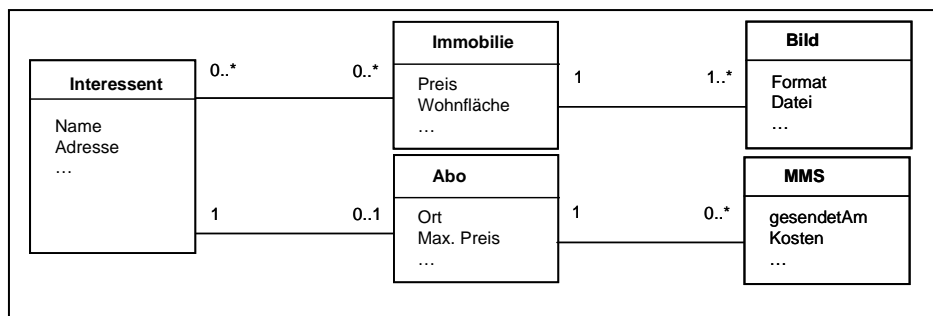 Interessent
Name
Adresse
…
0..*
0..*
Immobilie
Preis
Wohnfläche
…
1
1..*
Bild
Format
Datei
…
1
0..1
Abo
Ort
Max. Preis
…
1
0..*
MMS
gesendetAm
Kosten
…